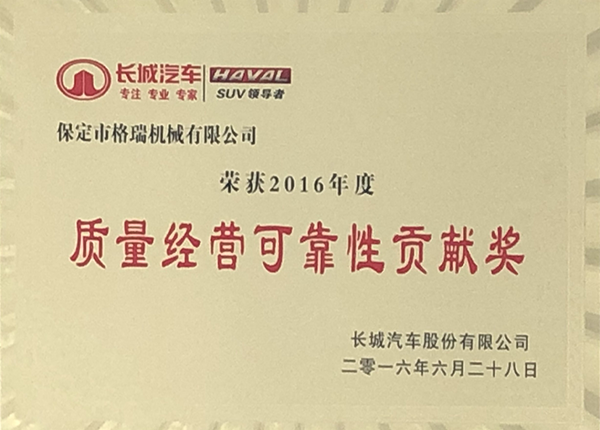 长城汽车 HAVAL
专注 专业 专家 SUV领导者
保定市格瑞机械有限公司
荣获2016年度
质量经营可靠性贡献奖
长城汽车股份有限公司
二零一六年六月二十八日